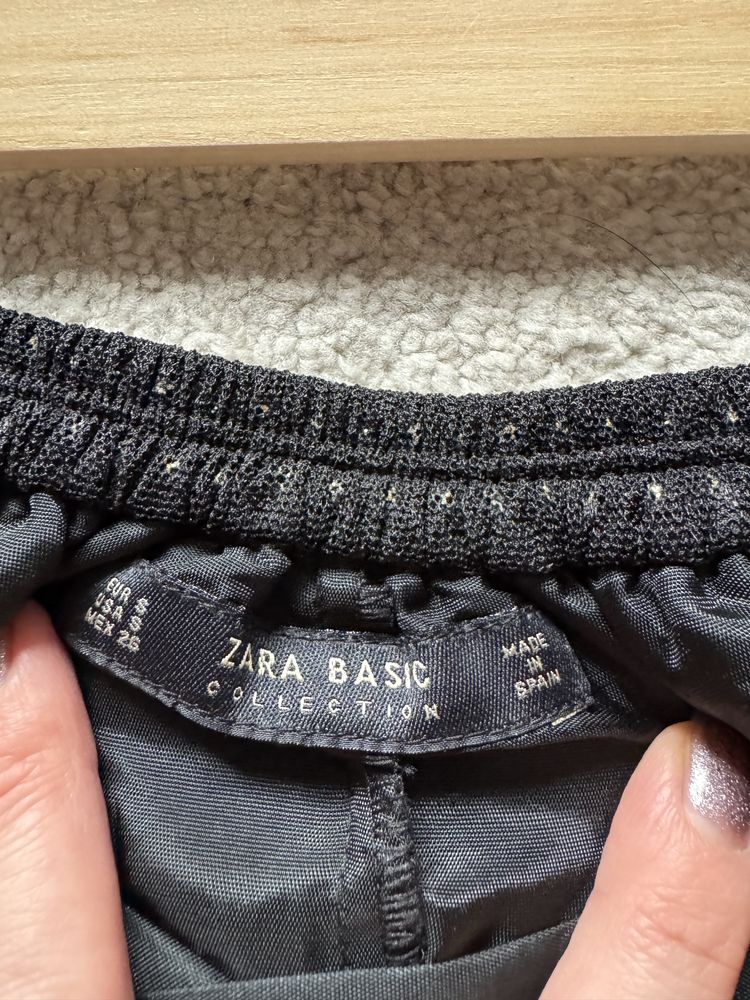 EUR S
USA S
MEX 26
ZARA BASIC
COLLECTION
MADE
IN
SPAIN